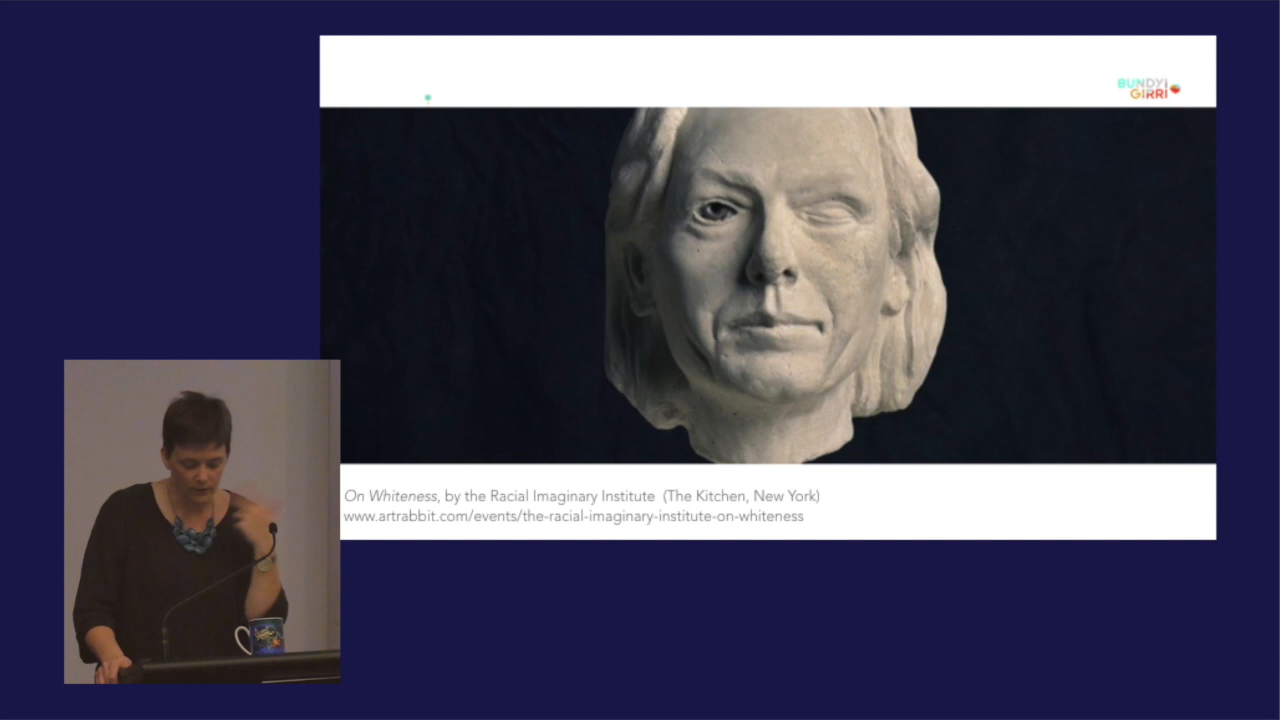 BUNDYI
GIRRI
On Whiteness, by the Racial Imaginary Institute (The Kitchen, New York)
www.artrabbit.com/events/the-racial-imaginary-institute-on-whiteness